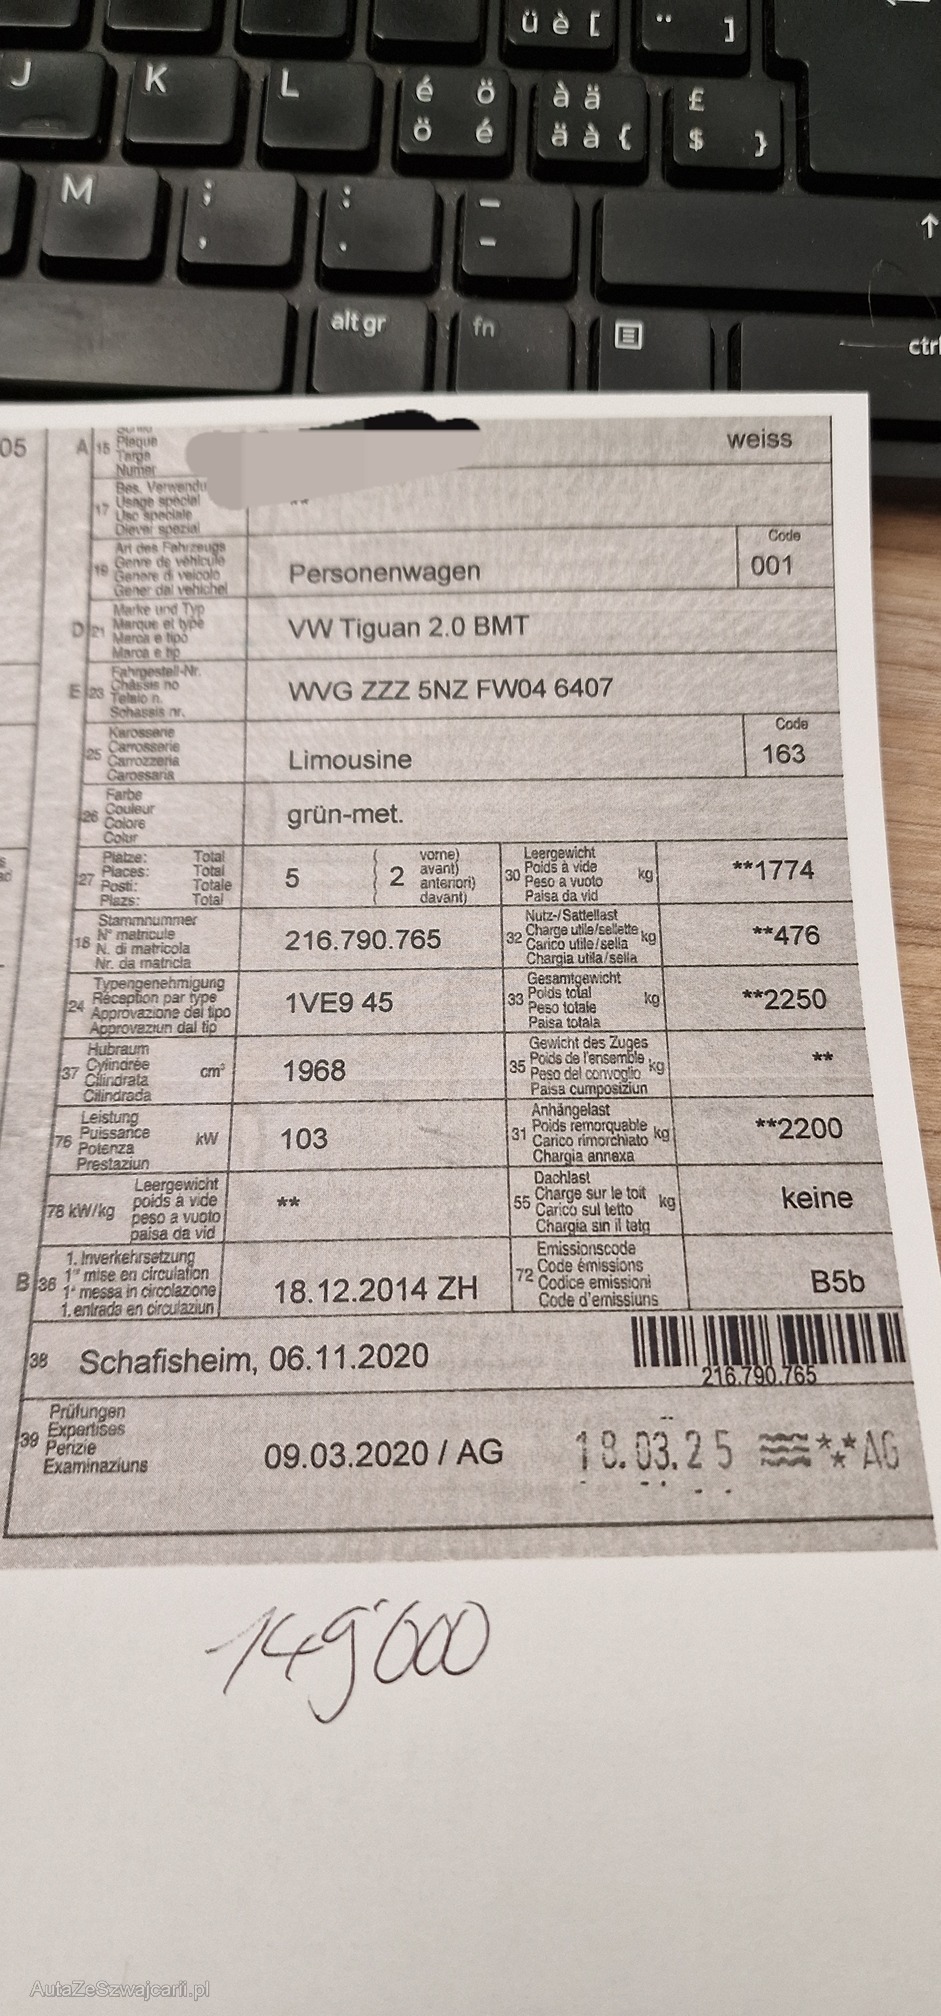 ü è [ ¨ ]
J K L é ö à ä £
ö é ä à { $ }
M ; : _
, . -
alt gr fn ctrl
05 A 15 Plaque weiss
Targa
Numer
17 Bes. Verwendu
Usage spécial **
Uso speciale
Diever spezial
19 Art des Fahrzeugs Code
Genre de véhicule Personenwagen 001
Genere di veicolo
Gener dal vehichel
D 21 Marke und Typ
Marque et type VW Tiguan 2.0 BMT
Marca e tipo
Marca e tip
E 23 Fahrgestell-Nr.
Châssis no WVG ZZZ 5NZ FW04 6407
Telaio n.
Schassis nr.
25 Karosserie Code
Carrosserie Limousine 163
Carrozzeria
Carossaria
26 Farbe
Couleur grün-met.
Colore
Colur
27 Plätze: Total 5 ( 2 vorne)
Places: Total avant)
Posti: Totale anteriori)
Plazs: Total davant)
30 Leergewicht
Poids à vide kg **1774
Peso a vuoto
Paisa da vid
18 Stammnummer
N° matricule 216.790.765
N. di matricola
Nr. da matricla
32 Nutz-/Sattellast
Charge utile/sellette kg **476
Carico utile/sella
Chargia utila/sella
24 Typengenehmigung
Réception par type 1VE9 45
Approvazione del tipo
Approvaziun dal tip
33 Gesamtgewicht
Poids total kg **2250
Peso totale
Paisa totala
37 Hubraum
Cylindrée cm³ 1968
Cilindrata
Cilindrada
35 Gewicht des Zuges
Poids de l'ensemble kg **
Peso del convoglio
Paisa cumposiziun
76 Leistung
Puissance kW 103
Potenza
Prestaziun
31 Anhängelast
Poids remorquable kg **2200
Carico rimorchiato
Chargia annexa
78 kW/kg Leergewicht
poids à vide **
peso a vuoto
paisa da vid
55 Dachlast
Charge sur le toit kg keine
Carico sul tetto
Chargia sin il tetg
B 36 1. Inverkehrsetzung
1re mise en circulation 18.12.2014 ZH
1a messa in circolazione
1. entrada en circulaziun
72 Emissionscode
Code émissions B5b
Codice emissioni
Code d'emissiuns
38 Schafisheim, 06.11.2020
216.790.765
39 Prüfungen
Expertises 09.03.2020 / AG 18.03.25 AG
Perizie
Examinaziuns
149'000
AutaZeSzwajcarii.pl